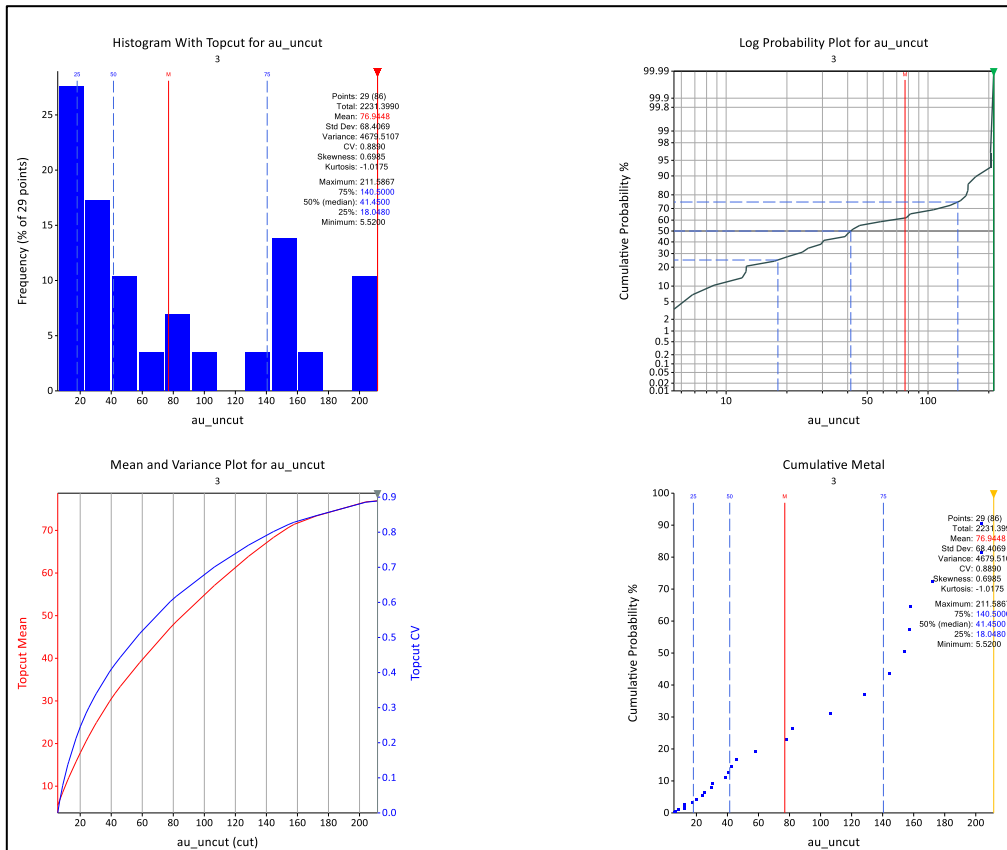 Histogram With Topcut for au_uncut
3
25 50 M 75
Points: 29 (86)
Total: 2231.3990
Mean: 76.9448
Std Dev: 68.4069
Variance: 4679.5107
CV: 0.8890
Skewness: 0.6985
Kurtosis: -1.0175
Maximum: 211.5867
75%: 140.5000
50% (median): 41.4500
25%: 18.0480
Minimum: 5.5200
Frequency (% of 29 points)
25
20
15
10
5
0
20 40 60 80 100 120 140 160 180 200
au_uncut
Log Probability Plot for au_uncut
3
M
Cumulative Probability %
99.99
99.9
99.8
99
98
95
90
80
70
60
50
40
30
20
10
5
2
1
0.5
0.2
0.1
0.05
0.02
0.01
10 50 100
au_uncut
Mean and Variance Plot for au_uncut
3
Topcut Mean
70
60
50
40
30
20
10
0.9
0.8
0.7
0.6
0.5
0.4
0.3
0.2
0.1
0.0
Topcut CV
20 40 60 80 100 120 140 160 180 200
au_uncut (cut)
Cumulative Metal
3
25 50 M 75
Points: 29 (86)
Total: 2231.399
Mean: 76.9448
Std Dev: 68.4069
Variance: 4679.510
CV: 0.8890
Skewness: 0.6985
Kurtosis: -1.0175
Maximum: 211.5867
75%: 140.5000
50% (median): 41.4500
25%: 18.0480
Minimum: 5.5200
Cumulative Probability %
100
90
80
70
60
50
40
30
20
10
0
20 40 60 80 100 120 140 160 180 200
au_uncut